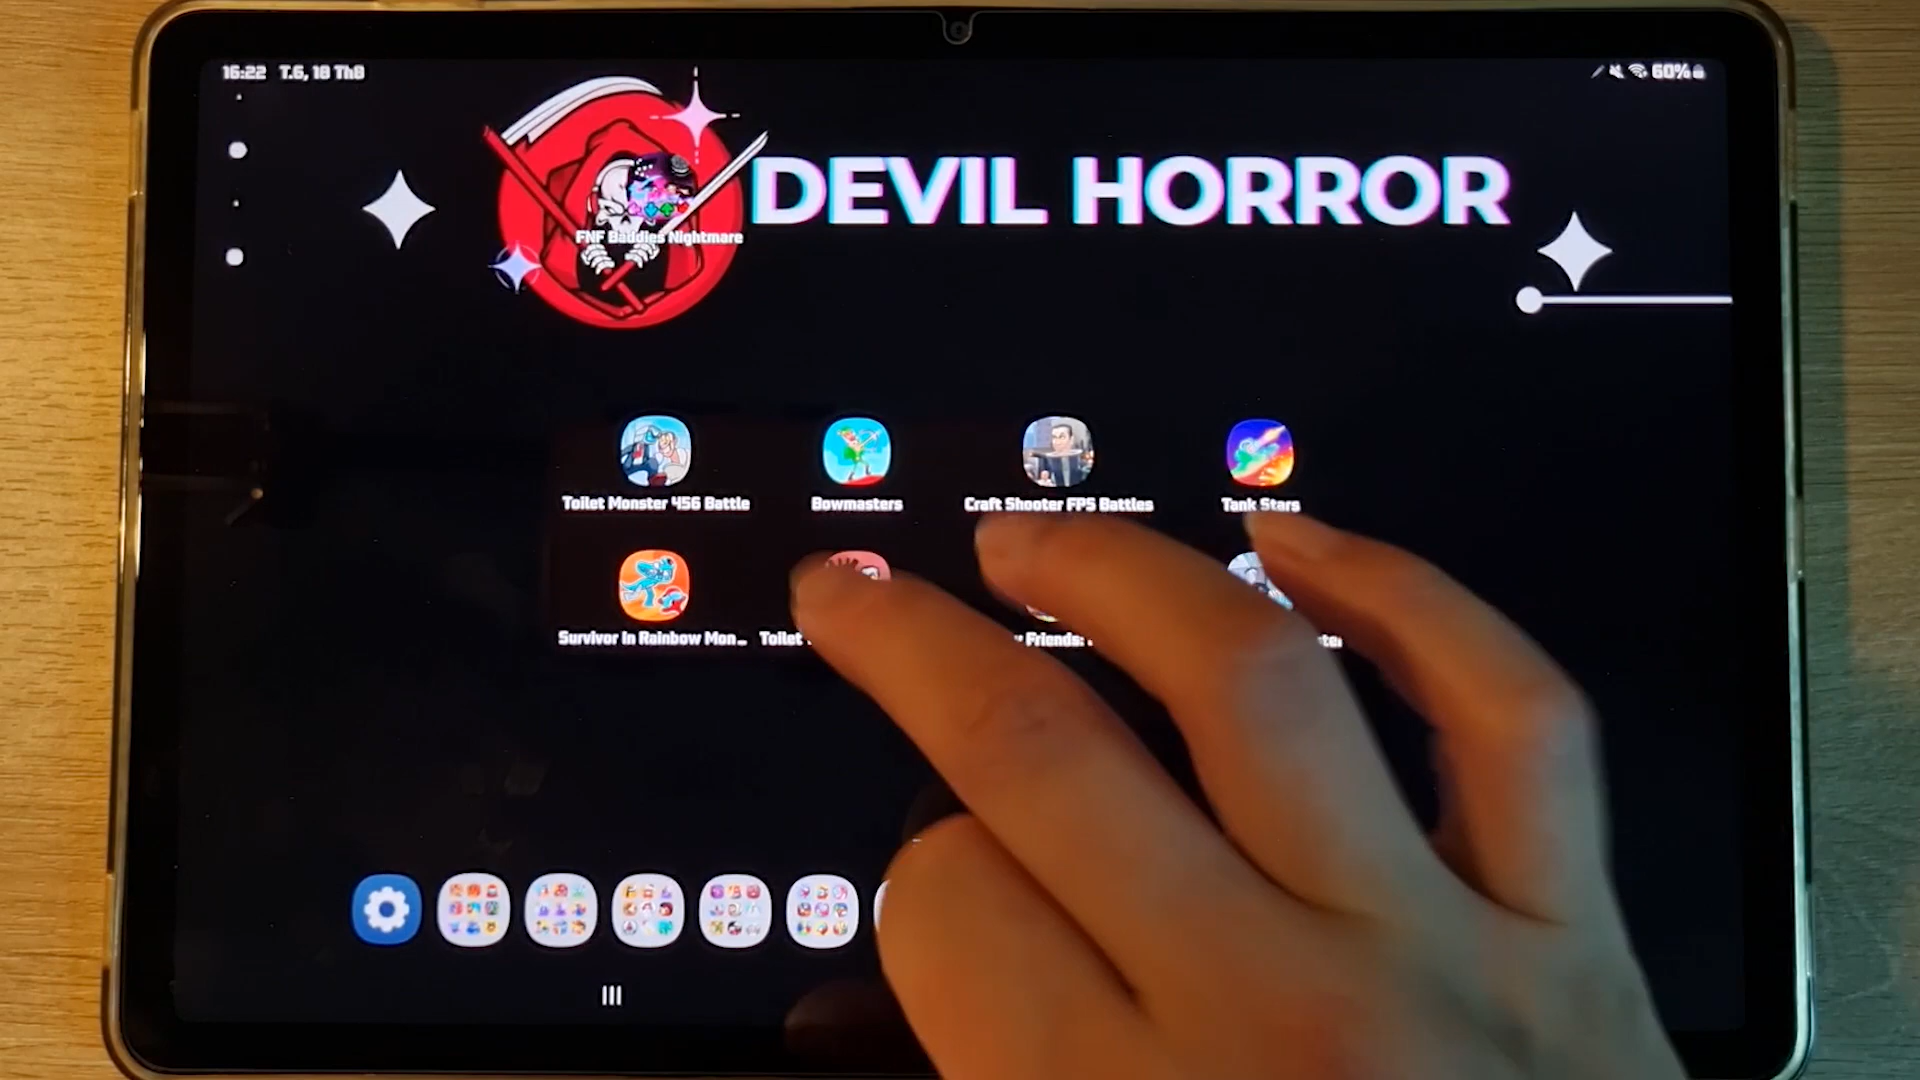 16:22 T.6, 18 Th8
60%
DEVIL HORROR
FNF Baddies Nightmare
Toilet Monster 456 Battle
Bowmasters
Craft Shooter FPS Battles
Tank Stars
Survivor In Rainbow Mon...
Toilet
Friends: